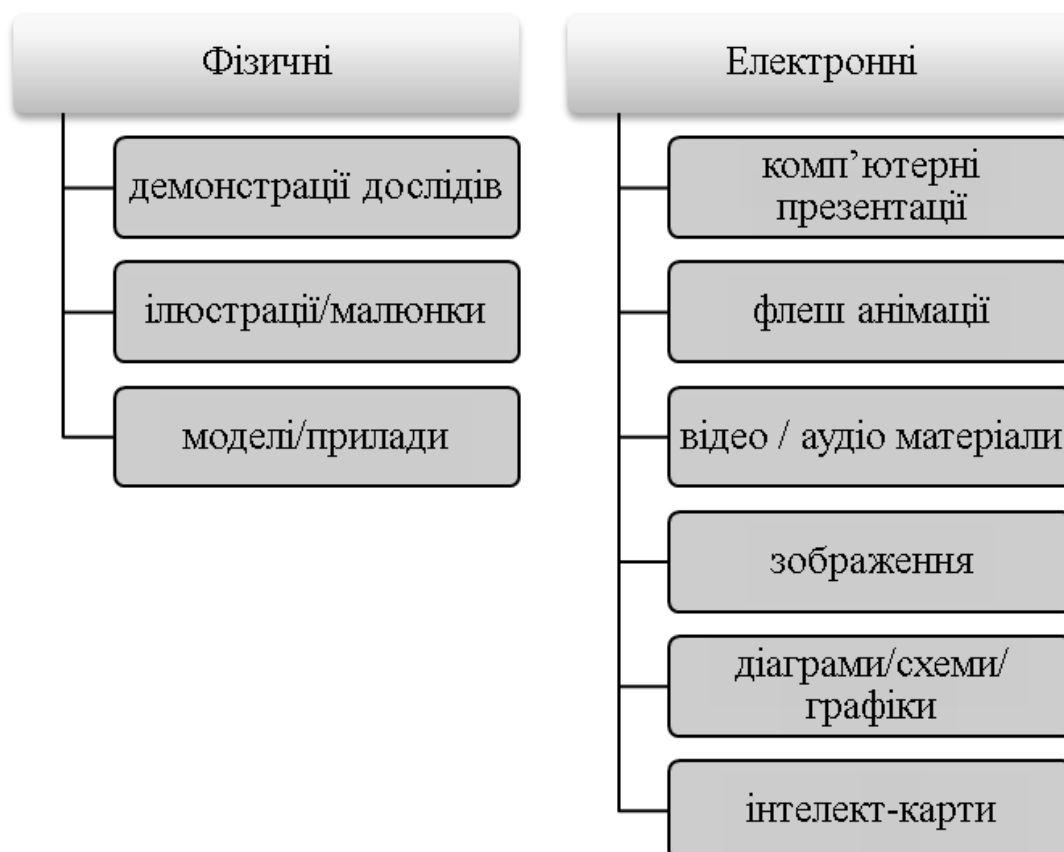 Фізичні
демонстрації дослідів
ілюстрації/малюнки
моделі/прилади
Електронні
комп’ютерні
презентації
флеш анімації
відео / аудіо матеріали
зображення
діаграми/схеми/
графіки
інтелект-карти